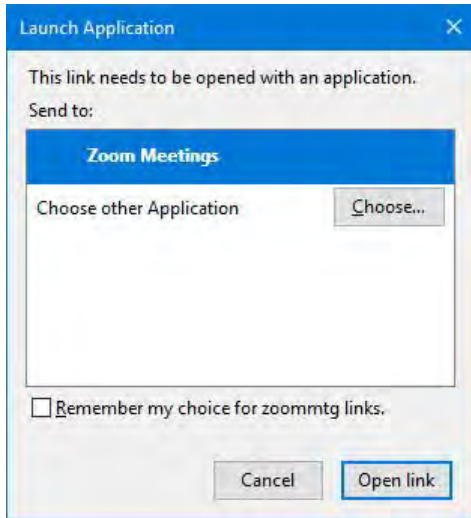 Launch Application
This link needs to be opened with an application.
Send to:
Zoom Meetings
Choose other Application
Choose...
Remember my choice for zoommtg links.
Cancel
Open link